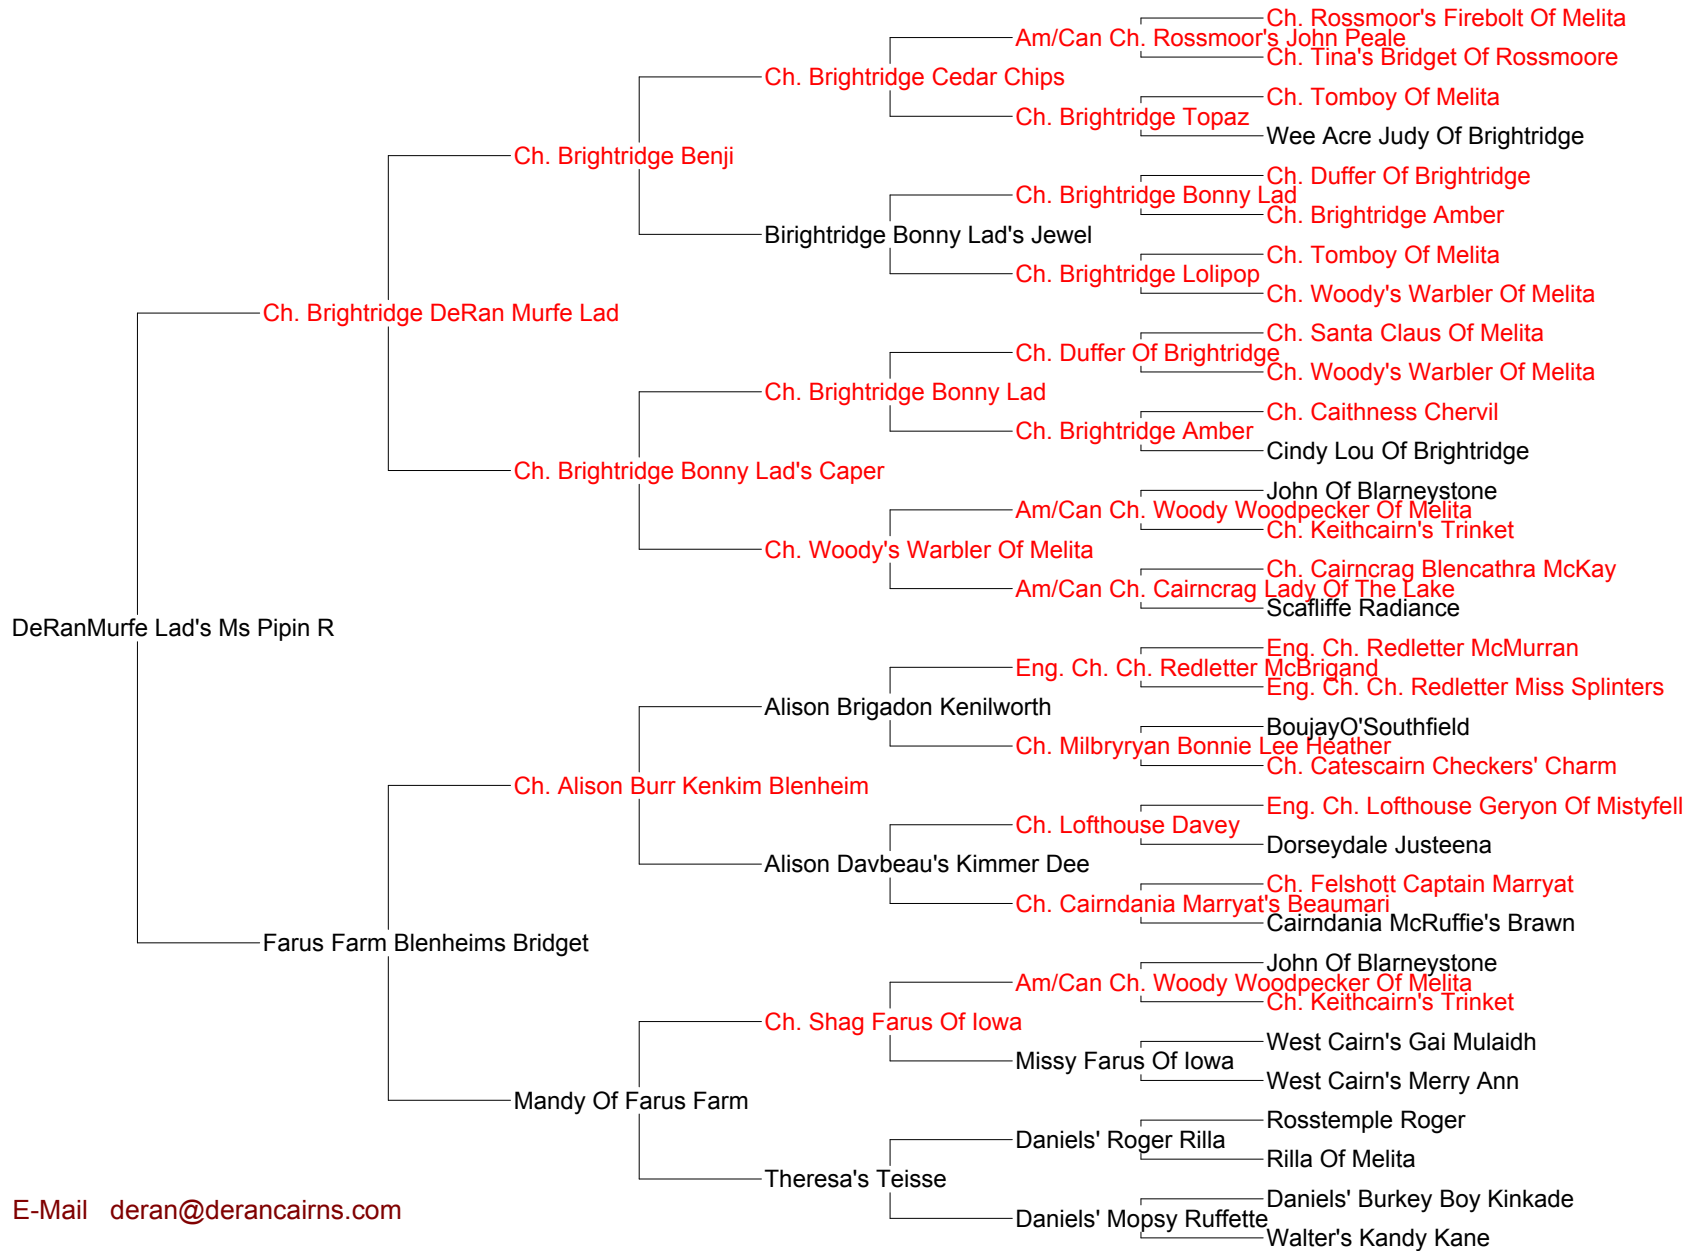 Ch. Rossmoor's Firebolt Of Melita
Am/Can Ch. Rossmoor's John Peale
Ch. Tina's Bridget Of Rossmoore
Ch. Brightridge Cedar Chips
Ch. Tomboy Of Melita
Ch. Brightridge Topaz
Wee Acre Judy Of Brightridge
Ch. Brightridge Benji
Ch. Duffer Of Brightridge
Ch. Brightridge Bonny Lad
Ch. Brightridge Amber
Birightridge Bonny Lad's Jewel
Ch. Tomboy Of Melita
Ch. Brightridge Lolipop
Ch. Woody's Warbler Of Melita
Ch. Brightridge DeRan Murfe Lad
Ch. Santa Claus Of Melita
Ch. Duffer Of Brightridge
Ch. Woody's Warbler Of Melita
Ch. Brightridge Bonny Lad
Ch. Caithness Chervil
Ch. Brightridge Amber
Cindy Lou Of Brightridge
Ch. Brightridge Bonny Lad's Caper
John Of Blarneystone
Am/Can Ch. Woody Woodpecker Of Melita
Ch. Keithcairn's Trinket
Ch. Woody's Warbler Of Melita
Ch. Cairncrag Blencathra McKay
Am/Can Ch. Cairncrag Lady Of The Lake
Scafliffe Radiance
DeRanMurfe Lad's Ms Pipin R
Eng. Ch. Redletter McMurran
Eng. Ch. Ch. Redletter McBrigand
Eng. Ch. Ch. Redletter Miss Splinters
Alison Brigadon Kenilworth
BoujayO'Southfield
Ch. Milbryryan Bonnie Lee Heather
Ch. Catescairn Checkers' Charm
Ch. Alison Burr Kenkim Blenheim
Eng. Ch. Lofthouse Geryon Of Mistyfell
Ch. Lofthouse Davey
Dorseydale Justeena
Alison Davbeau's Kimmer Dee
Ch. Felshott Captain Marryat
Ch. Cairndania Marryat's Beaumari
Cairndania McRuffie's Brawn
Farus Farm Blenheims Bridget
John Of Blarneystone
Am/Can Ch. Woody Woodpecker Of Melita
Ch. Keithcairn's Trinket
Ch. Shag Farus Of Iowa
West Cairn's Gai Mulaidh
Missy Farus Of Iowa
West Cairn's Merry Ann
Mandy Of Farus Farm
Rosstemple Roger
Daniels' Roger Rilla
Rilla Of Melita
Theresa's Teisse
Daniels' Burkey Boy Kinkade
Daniels' Mopsy Ruffette
Walter's Kandy Kane
E-Mail deran@derancairns.com